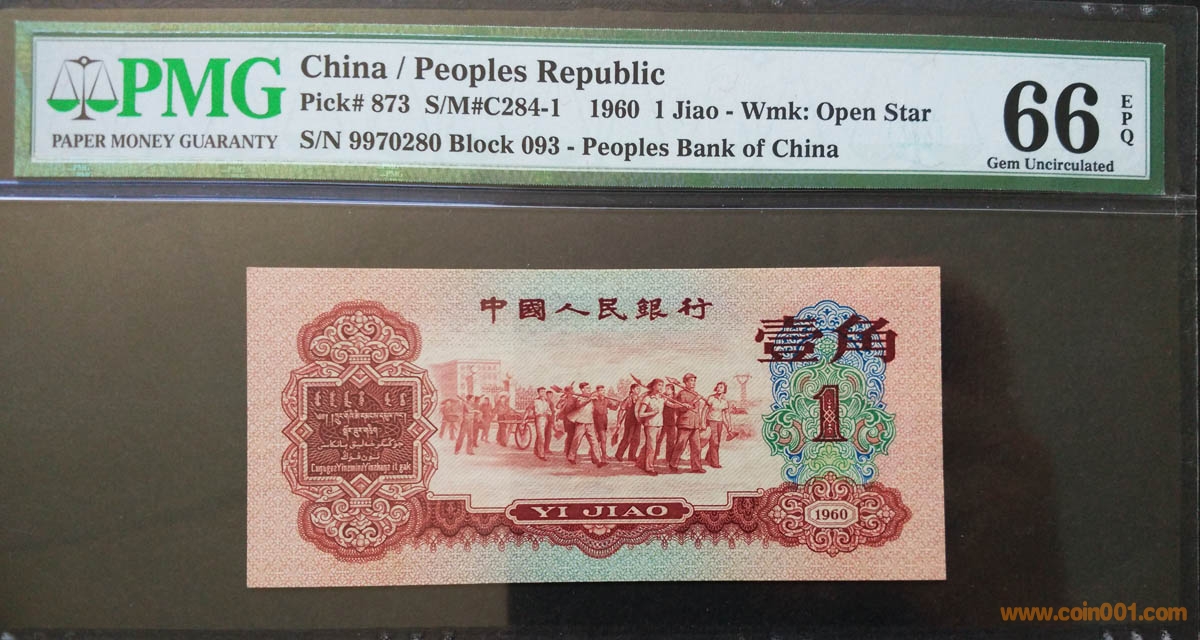 PMG
PAPER MONEY GUARANTY
China / Peoples Republic
Pick# 873 S/M#C284-1 1960 1 Jiao - Wmk: Open Star
S/N 9970280 Block 093 - Peoples Bank of China
66
EPQ
Gem Uncirculated
中國人民銀行
壹角
1
YI JIAO
1960
www.coin001.com